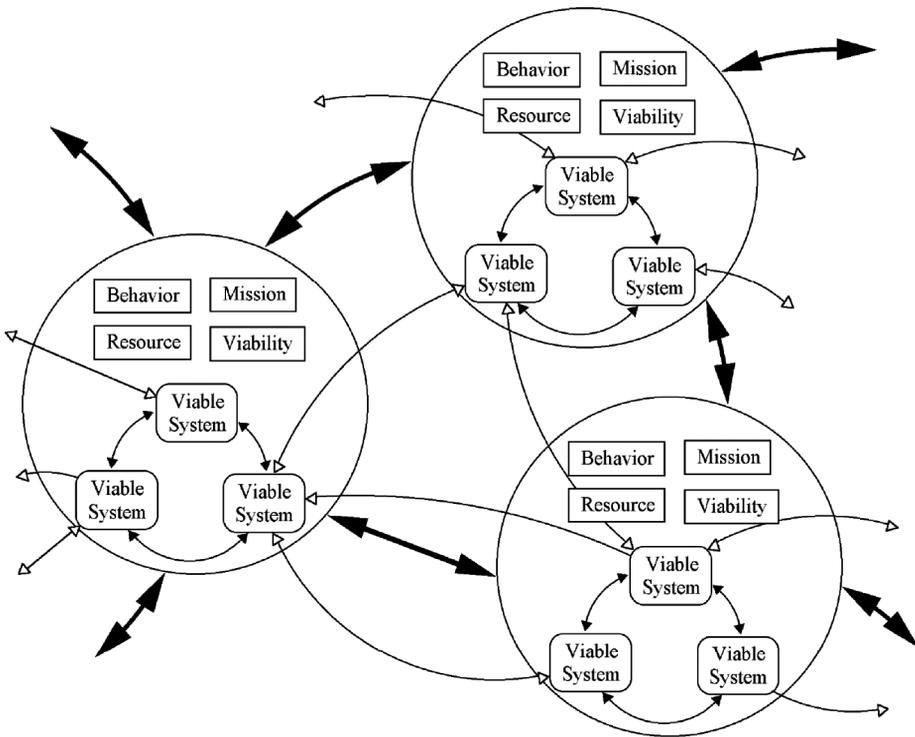 Behavior
Mission
Resource
Viability
Viable
System
Viable
System
Viable
System
Behavior
Mission
Resource
Viability
Viable
System
Viable
System
Viable
System
Behavior
Mission
Resource
Viability
Viable
System
Viable
System
Viable
System